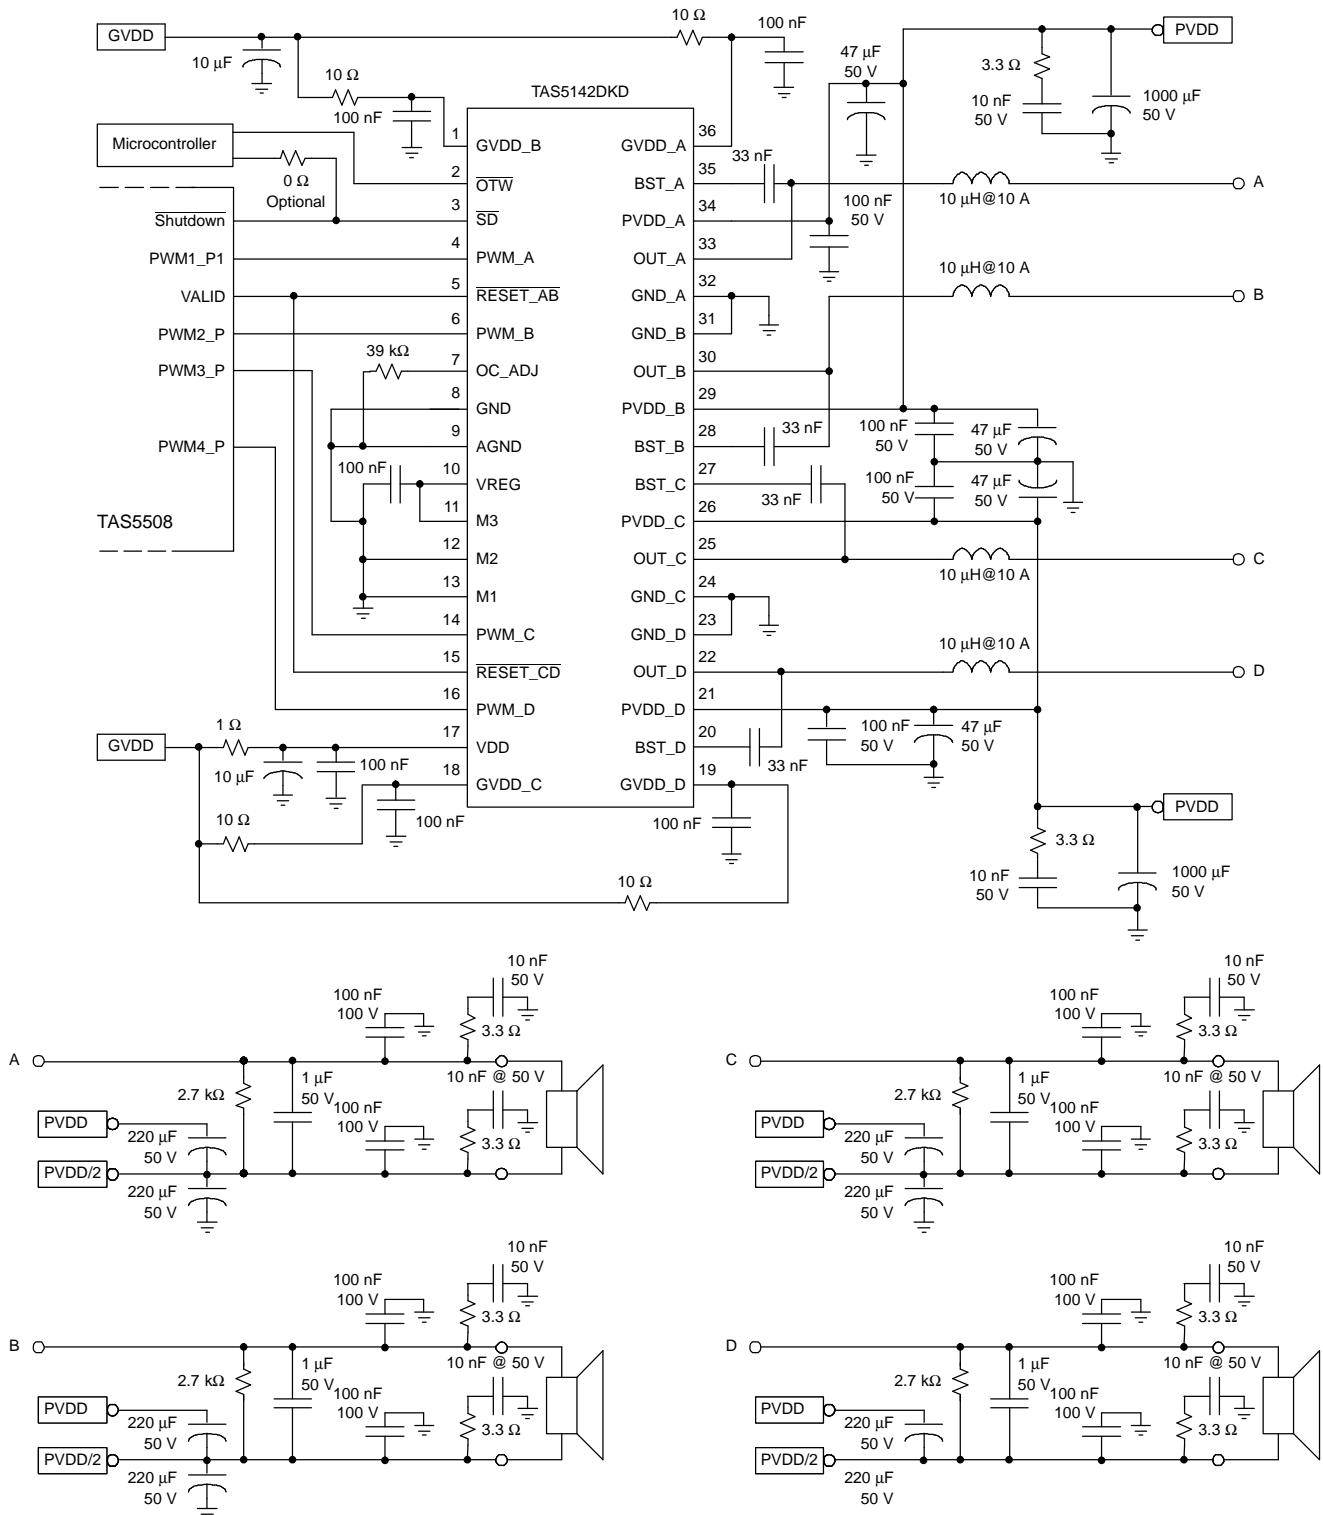 GVDD
10 μF
10 Ω
100 nF
10 Ω
100 nF
47 μF
50 V
PVDD
3.3 Ω
10 nF
50 V
1000 μF
50 V
Microcontroller
0 Ω
Optional
Shutdown
PWM1_P1
VALID
PWM2_P
PWM3_P
PWM4_P
TAS5508
TAS5142DKD
1 GVDD_B
2 OTW
3 SD
4 PWM_A
5 RESET_AB
6 PWM_B
7 OC_ADJ
8 GND
9 AGND
10 VREG
11 M3
12 M2
13 M1
14 PWM_C
15 RESET_CD
16 PWM_D
17 VDD
18 GVDD_C
39 kΩ
100 nF
GVDD_A 36
BST_A 35
PVDD_A 34
OUT_A 33
GND_A 32
GND_B 31
OUT_B 30
PVDD_B 29
BST_B 28
BST_C 27
PVDD_C 26
OUT_C 25
GND_C 24
GND_D 23
OUT_D 22
PVDD_D 21
BST_D 20
GVDD_D 19
33 nF
10 μH@10 A
A
100 nF
50 V
10 μH@10 A
B
33 nF
100 nF
50 V
47 μF
50 V
33 nF
100 nF
50 V
47 μF
50 V
10 μH@10 A
C
10 μH@10 A
D
100 nF
50 V
47 μF
50 V
33 nF
GVDD
1 Ω
10 μF
100 nF
10 Ω
100 nF
100 nF
10 Ω
PVDD
3.3 Ω
10 nF
50 V
1000 μF
50 V
A
2.7 kΩ
1 μF
50 V
100 nF
100 V
10 nF
50 V
3.3 Ω
10 nF @ 50 V
100 nF
100 V
3.3 Ω
PVDD
220 μF
50 V
PVDD/2
220 μF
50 V
C
2.7 kΩ
1 μF
50 V
100 nF
100 V
10 nF
50 V
3.3 Ω
10 nF @ 50 V
100 nF
100 V
3.3 Ω
PVDD
220 μF
50 V
PVDD/2
220 μF
50 V
B
2.7 kΩ
1 μF
50 V
100 nF
100 V
10 nF
50 V
3.3 Ω
10 nF @ 50 V
100 nF
100 V
3.3 Ω
PVDD
220 μF
50 V
PVDD/2
220 μF
50 V
D
2.7 kΩ
1 μF
50 V
100 nF
100 V
10 nF
50 V
3.3 Ω
10 nF @ 50 V
100 nF
100 V
3.3 Ω
PVDD
220 μF
50 V
PVDD/2
220 μF
50 V